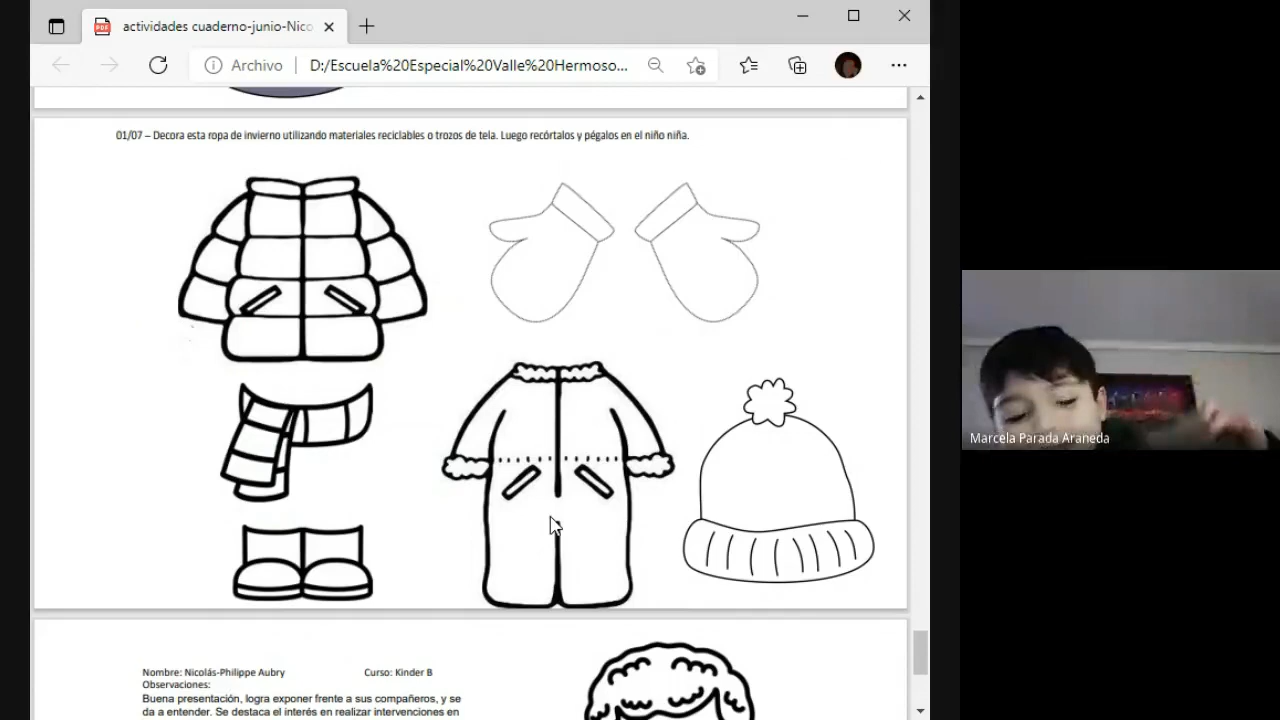 actividades cuaderno-junio-Nico
Archivo
D:/Escuela%20Especial%20Valle%20Hermoso...
01/07 – Decora esta ropa de invierno utilizando materiales reciclables o trozos de tela. Luego recórtalos y pégalos en el niño niña.
Marcela Parada Araneda
Nombre: Nicolás-Philippe Aubry Curso: Kinder B
Observaciones:
Buena presentación, logra exponer frente a sus compañeros, y se
da a entender. Se destaca el interés en realizar intervenciones en